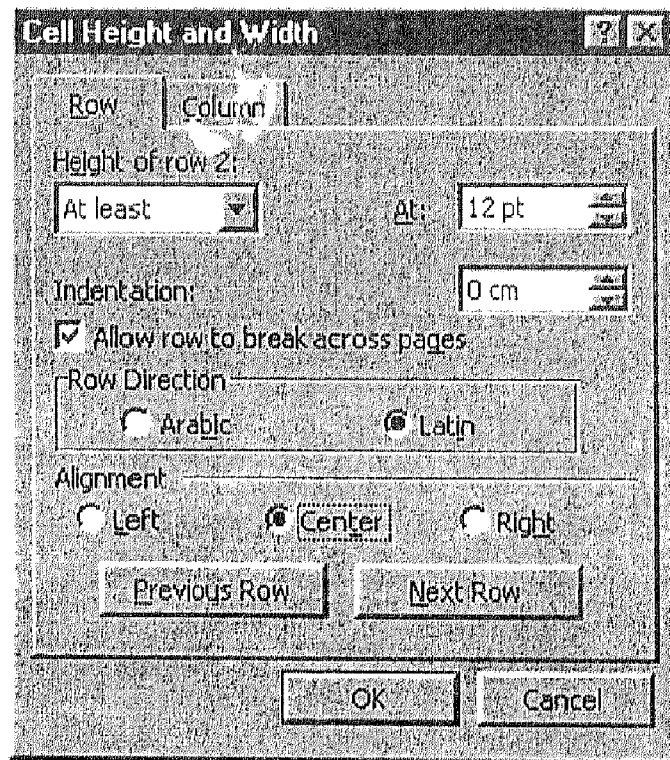 Cell Height and Width
Row Column
Height of row 2:
At least At: 12 pt
Indentation: 0 cm
Allow row to break across pages
Row Direction
Arabic Latin
Alignment
Left Center Right
Previous Row Next Row
OK Cancel